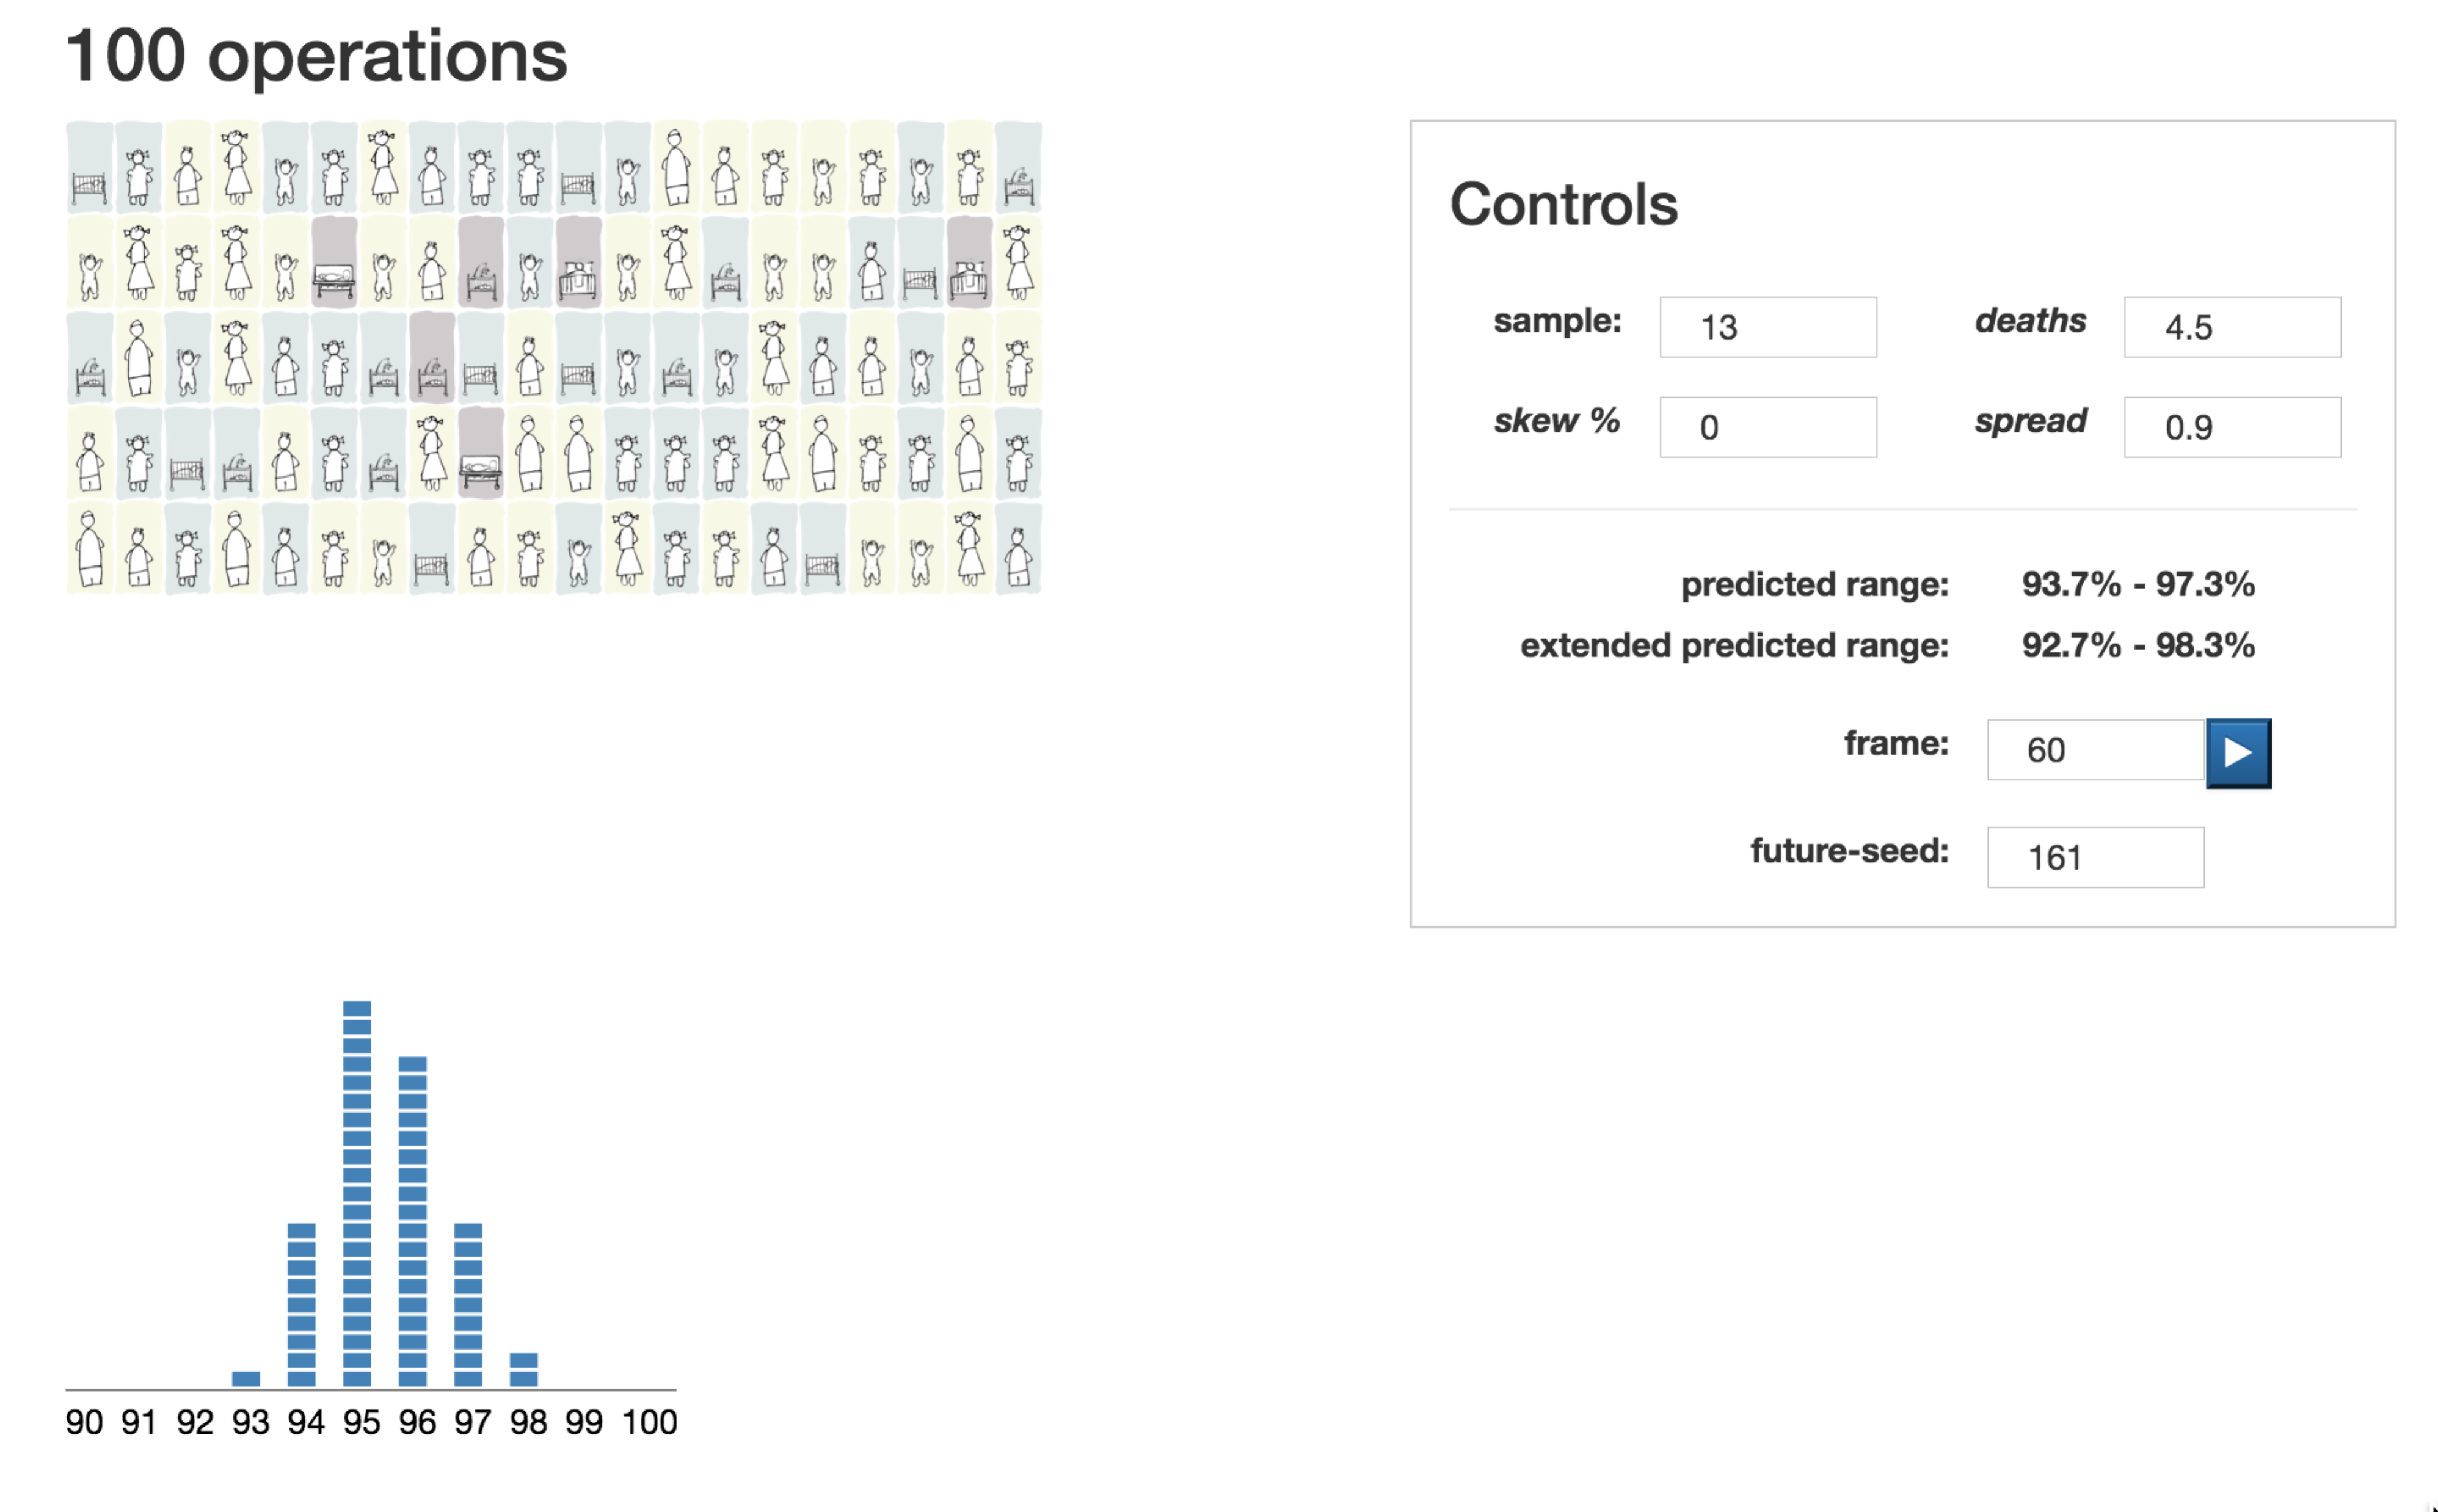 100 operations
Controls
sample: 13 deaths 4.5
skew % 0 spread 0.9
predicted range: 93.7% - 97.3%
extended predicted range: 92.7% - 98.3%
frame: 60
future-seed: 161
90 91 92 93 94 95 96 97 98 99 100